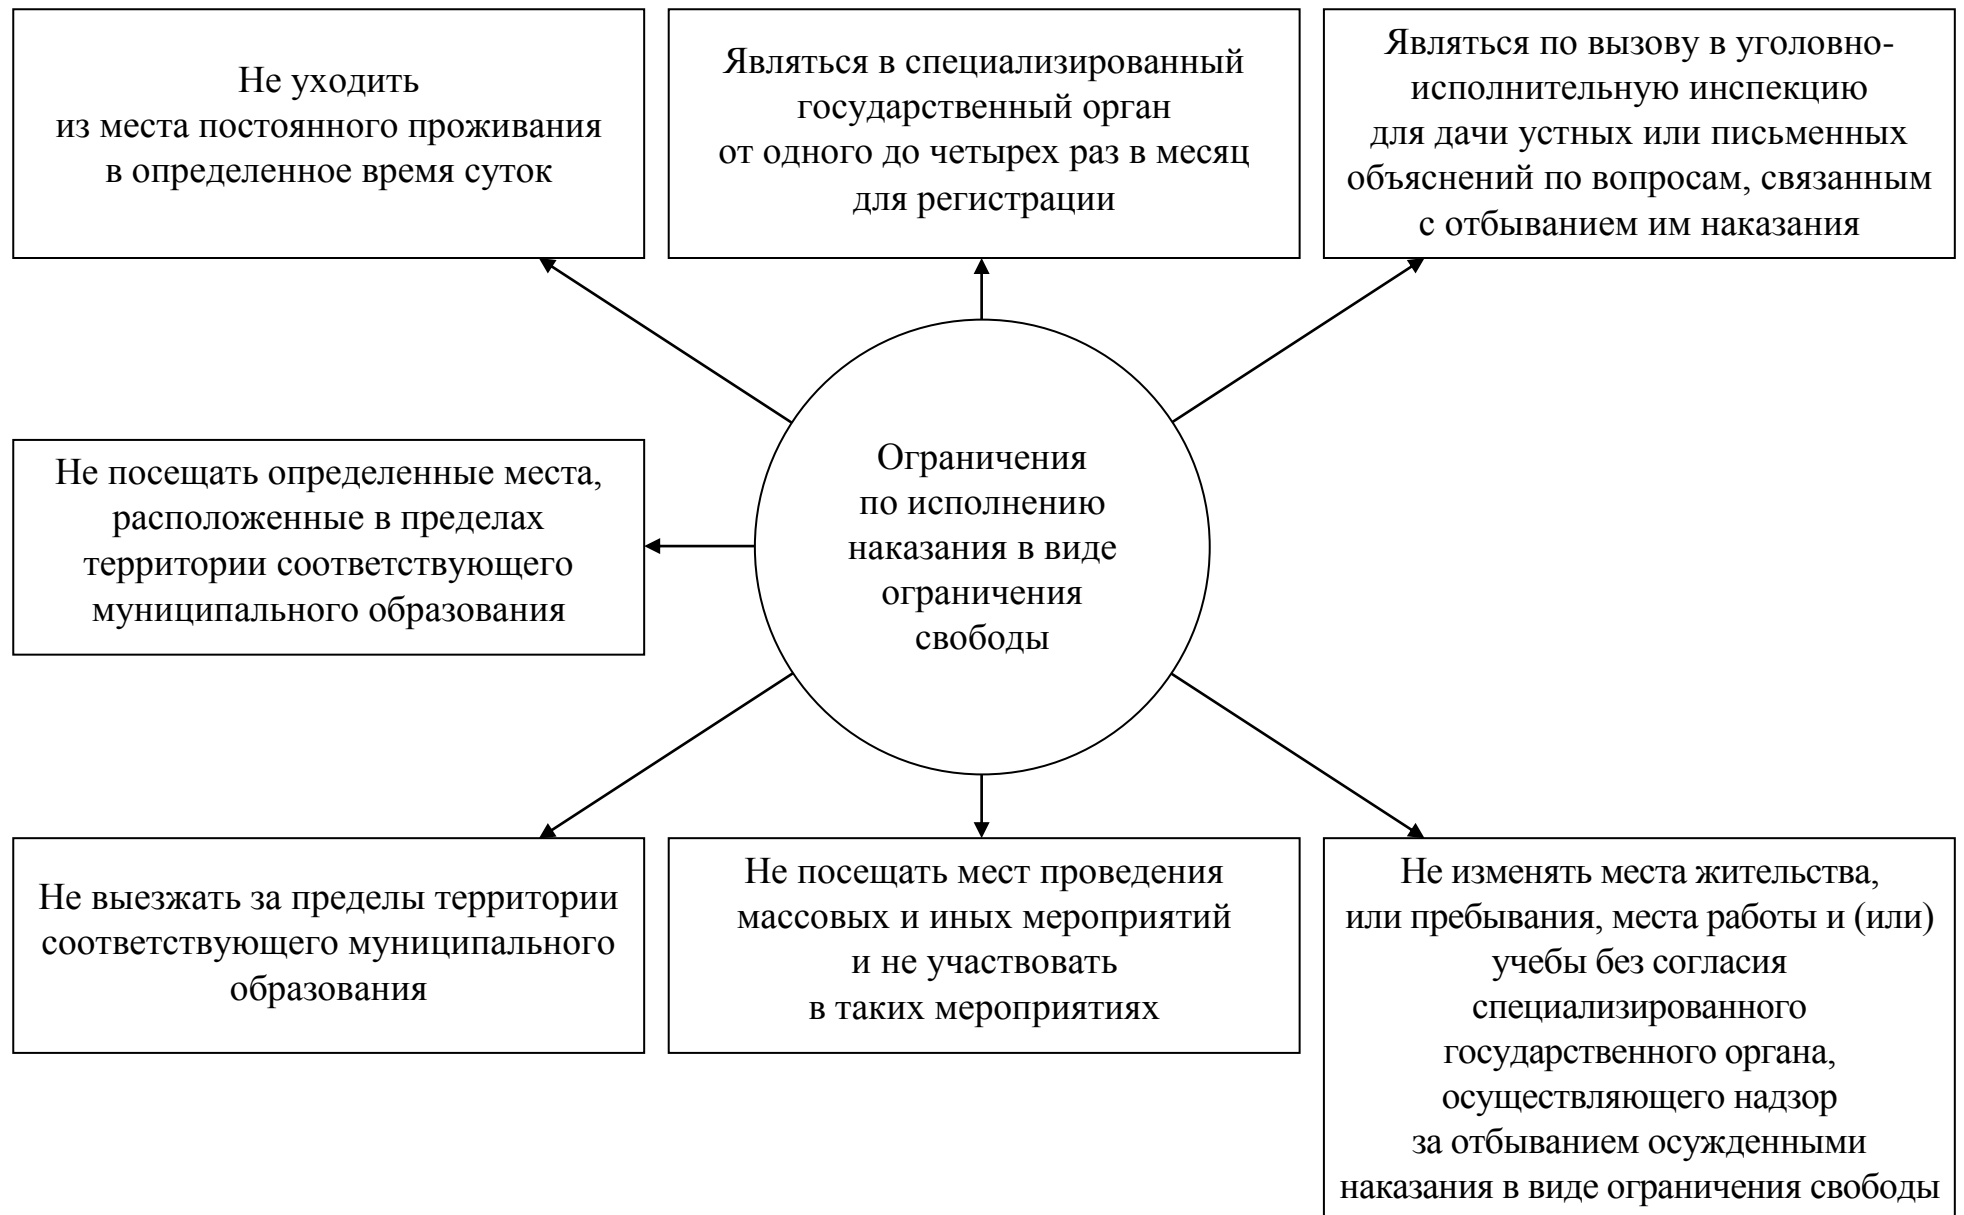 Не уходить
из места постоянного проживания
в определенное время суток
Являться в специализированный
государственный орган
от одного до четырех раз в месяц
для регистрации
Являться по вызову в уголовно-
исполнительную инспекцию
для дачи устных или письменных
объяснений по вопросам, связанным
с отбыванием им наказания
Не посещать определенные места,
расположенные в пределах
территории соответствующего
муниципального образования
Ограничения
по исполнению
наказания в виде
ограничения
свободы
Не выезжать за пределы территории
соответствующего муниципального
образования
Не посещать мест проведения
массовых и иных мероприятий
и не участвовать
в таких мероприятиях
Не изменять места жительства,
или пребывания, места работы и (или)
учебы без согласия
специализированного
государственного органа,
осуществляющего надзор
за отбыванием осужденными
наказания в виде ограничения свободы